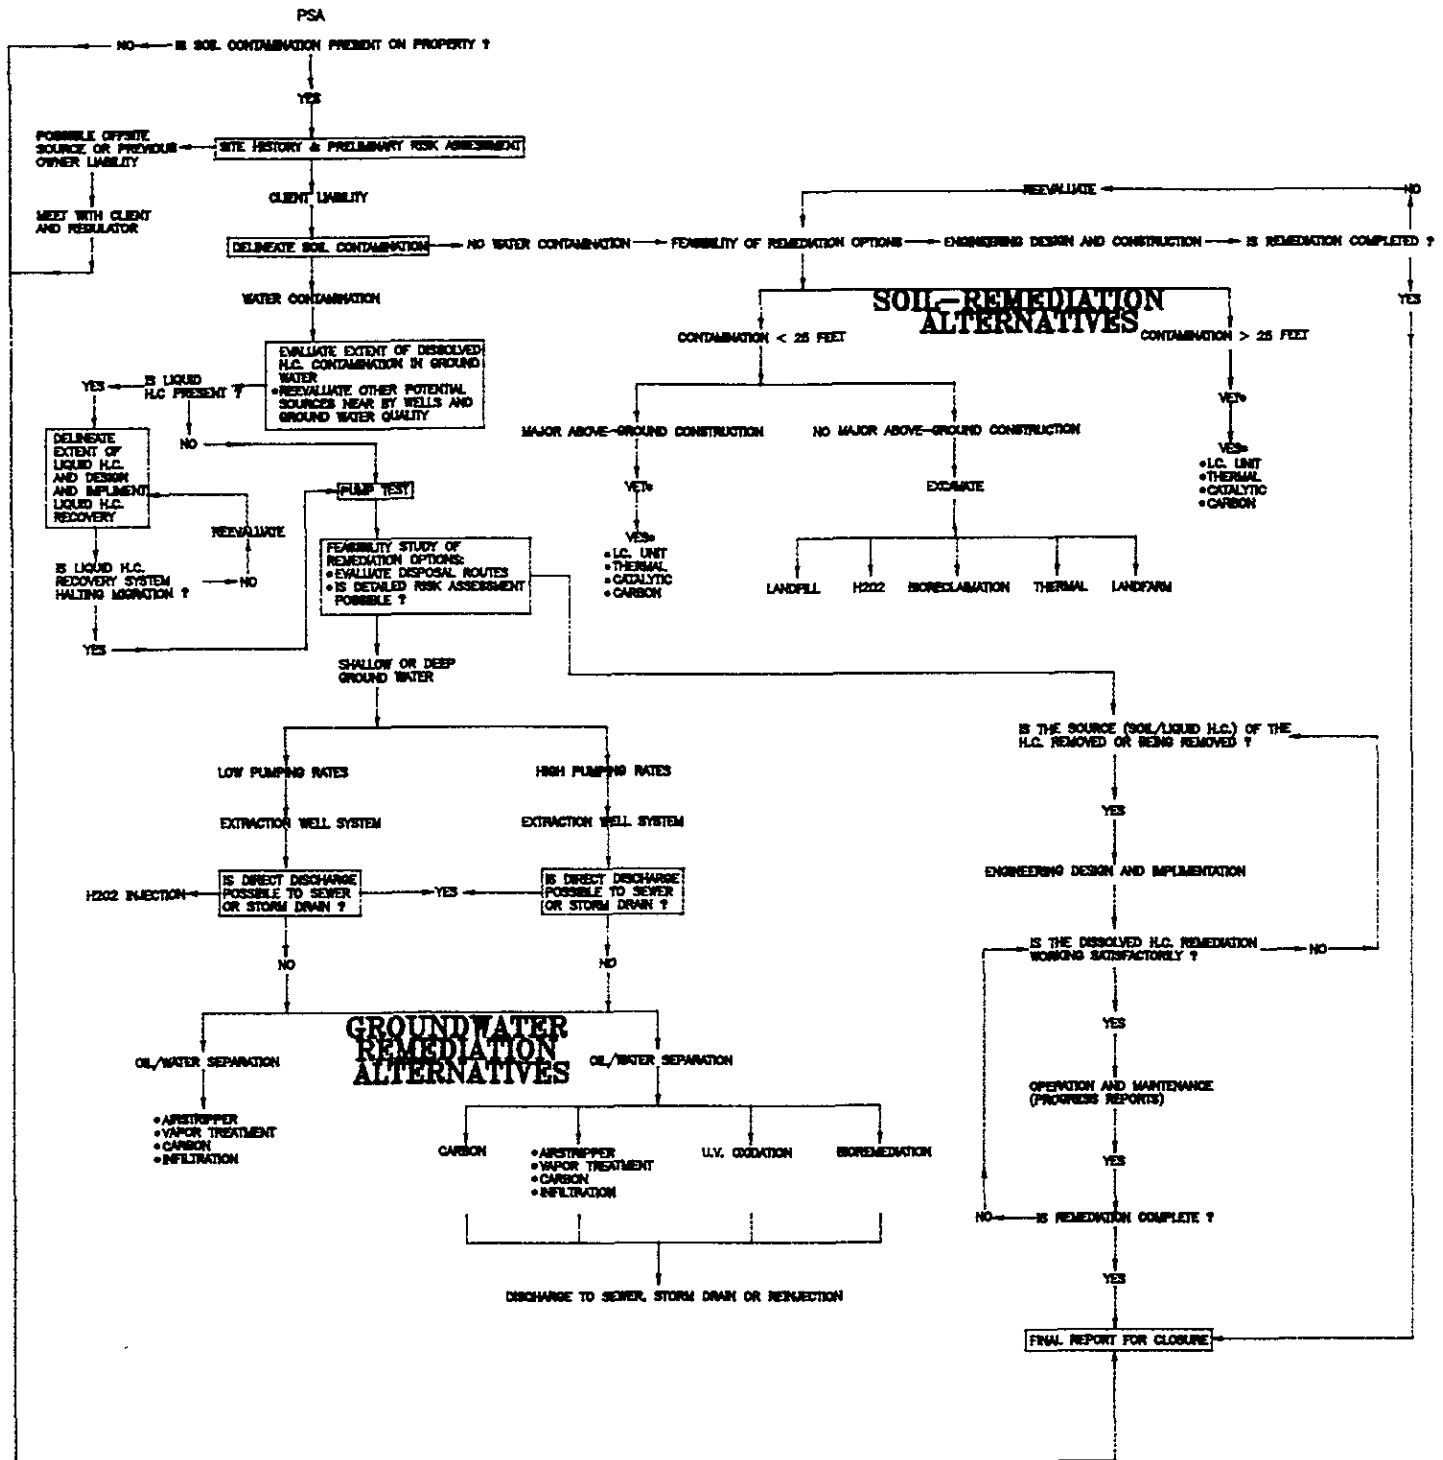 PSA
NO
IS SOIL CONTAMINATION PRESENT ON PROPERTY ?
YES
POSSIBLE OFFSITE
SOURCE OR PREVIOUS
OWNER LIABILITY
SITE HISTORY & PRELIMINARY RISK ASSESSMENT
MEET WITH CLIENT
AND REGULATOR
CLIENT LIABILITY
DELINEATE SOIL CONTAMINATION
NO WATER CONTAMINATION
FEASIBILITY OF REMEDIATION OPTIONS
ENGINEERING DESIGN AND CONSTRUCTION
IS REMEDIATION COMPLETED ?
REEVALUATE
NO
YES
WATER CONTAMINATION
SOIL-REMEDIATION
ALTERNATIVES
CONTAMINATION < 25 FEET
CONTAMINATION > 25 FEET
EVALUATE EXTENT OF DISSOLVED
H.C. CONTAMINATION IN GROUND
WATER
•REEVALUATE OTHER POTENTIAL
SOURCES NEAR BY WELLS AND
GROUND WATER QUALITY
IS LIQUID
H.C PRESENT ?
YES
NO
DELINEATE
EXTENT OF
LIQUID H.C.
AND DESIGN
AND IMPLIMENT
LIQUID H.C.
RECOVERY
REEVALUATE
IS LIQUID H.C.
RECOVERY SYSTEM
HALTING MIGRATION ?
NO
YES
PUMP TEST
FEASIBILITY STUDY OF
REMEDIATION OPTIONS:
•EVALUATE DISPOSAL ROUTES
•IS DETAILED RISK ASSESSMENT
POSSIBLE ?
MAJOR ABOVE-GROUND CONSTRUCTION
NO MAJOR ABOVE-GROUND CONSTRUCTION
VET•
VES•
•I.C. UNIT
•THERMAL
•CATALYTIC
•CARBON
EXCAVATE
LANDFILL
H2O2
BIORECLAIMATION
THERMAL
LANDFARM
VET•
VES•
•I.C. UNIT
•THERMAL
•CATALYTIC
•CARBON
SHALLOW OR DEEP
GROUND WATER
LOW PUMPING RATES
HIGH PUMPING RATES
EXTRACTION WELL SYSTEM
EXTRACTION WELL SYSTEM
H2O2 INJECTION
IS DIRECT DISCHARGE
POSSIBLE TO SEWER
OR STORM DRAIN ?
YES
IS DIRECT DISCHARGE
POSSIBLE TO SEWER
OR STORM DRAIN ?
NO
NO
GROUNDWATER
REMEDIATION
ALTERNATIVES
OIL/WATER SEPARATION
•AIRSTRIPPER
•VAPOR TREATMENT
•CARBON
•INFILTRATION
OIL/WATER SEPARATION
CARBON
•AIRSTRIPPER
•VAPOR TREATMENT
•CARBON
•INFILTRATION
U.V. OXIDATION
BIOREMEDIATION
DISCHARGE TO SEWER, STORM DRAIN OR REINJECTION
IS THE SOURCE (SOIL/LIQUID H.C.) OF THE
H.C. REMOVED OR BEING REMOVED ?
YES
ENGINEERING DESIGN AND IMPLIMENTATION
IS THE DISSOLVED H.C. REMEDIATION
WORKING SATISFACTORILY ?
NO
YES
OPERATION AND MAINTENANCE
(PROGRESS REPORTS)
YES
NO
IS REMEDIATION COMPLETE ?
YES
FINAL REPORT FOR CLOSURE